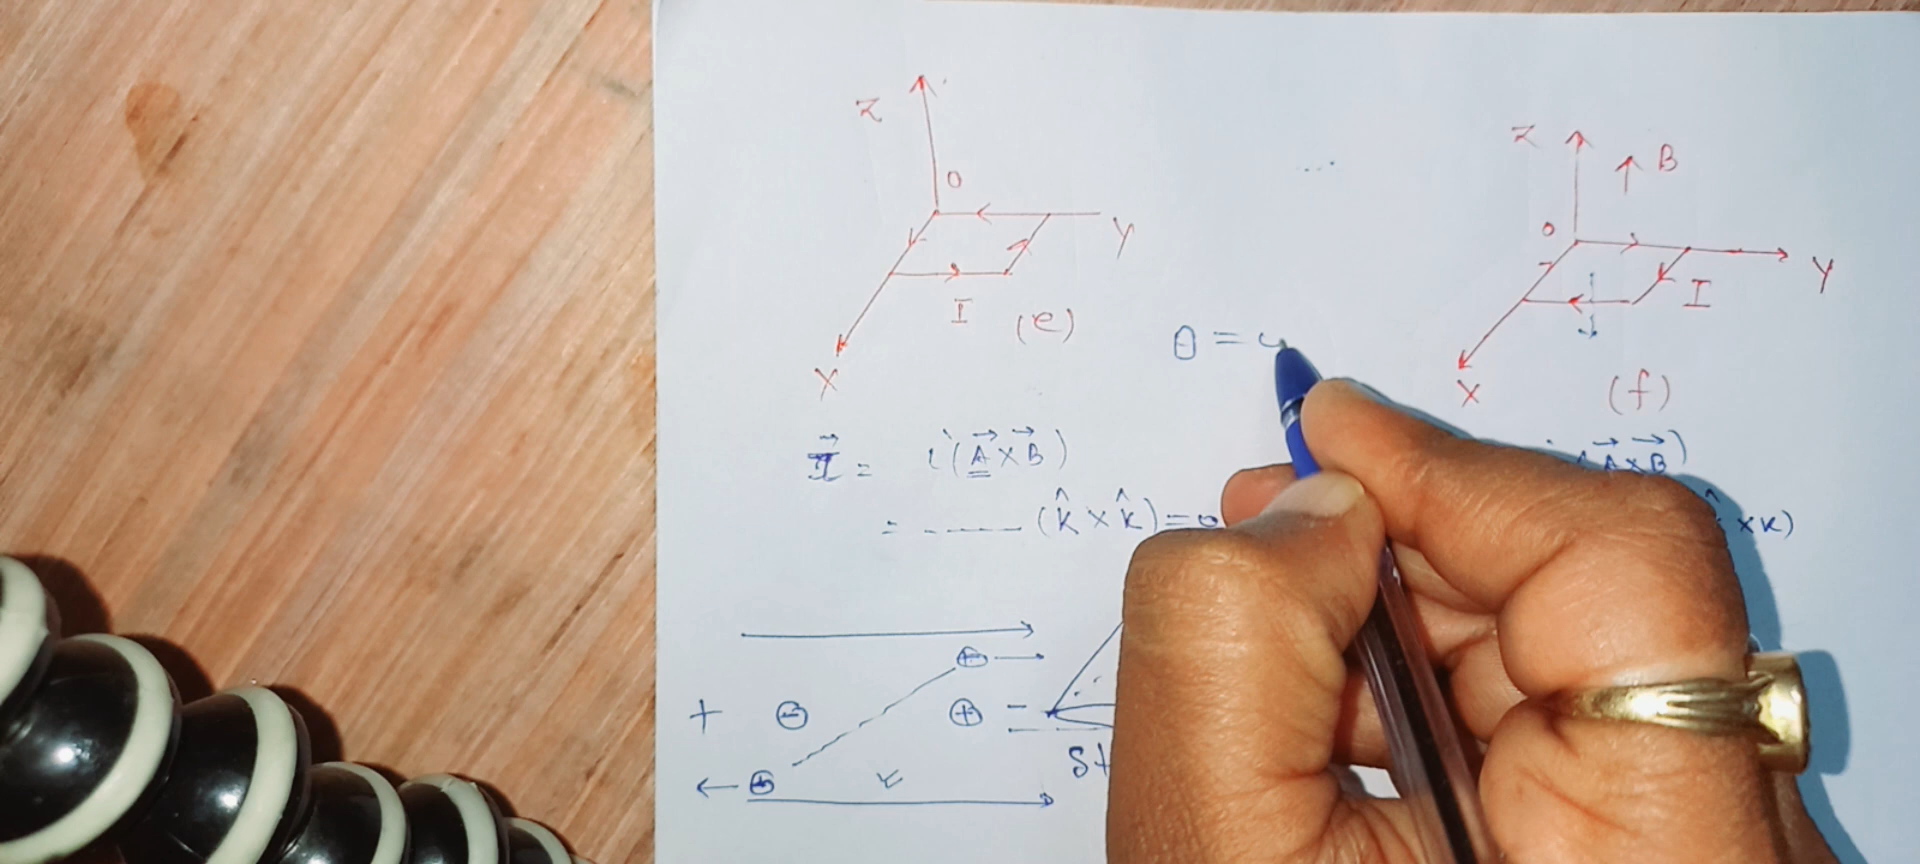 Z
O
Y
I
(e)
X
Z
B
O
Y
I
X
(f)
θ =
= i(A⃗ × B⃗)
= ------ (k̂ × k̂) = 0
A⃗ × B⃗)
× k)
+ ⊖ ⊕ -
E
St